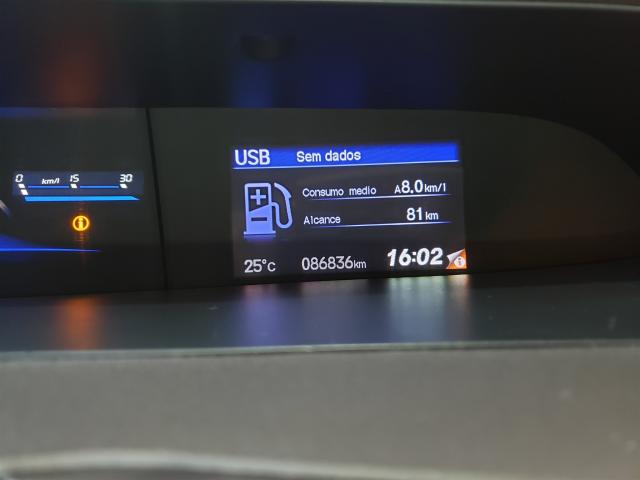 0 km/l 15 30
USB Sem dados
Consumo medio A8.0km/l
Alcance 81km
25°C 086836km 16:02